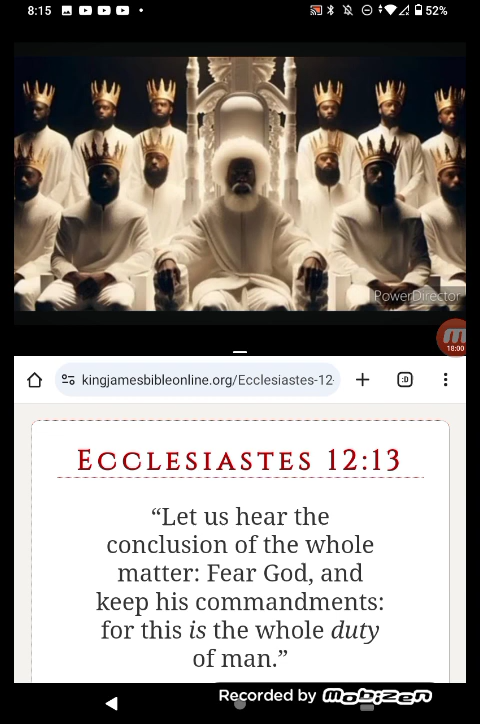 8:15
52%
PowerDirector
18:00
kingjamesbibleonline.org/Ecclesiastes-12
:D
ECCLESIASTES 12:13
“Let us hear the
conclusion of the whole
matter: Fear God, and
keep his commandments:
for this is the whole duty
of man.”
Recorded by Mobizen